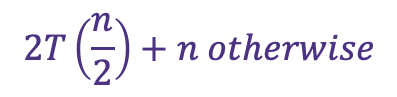 2T(n/2) + n otherwise